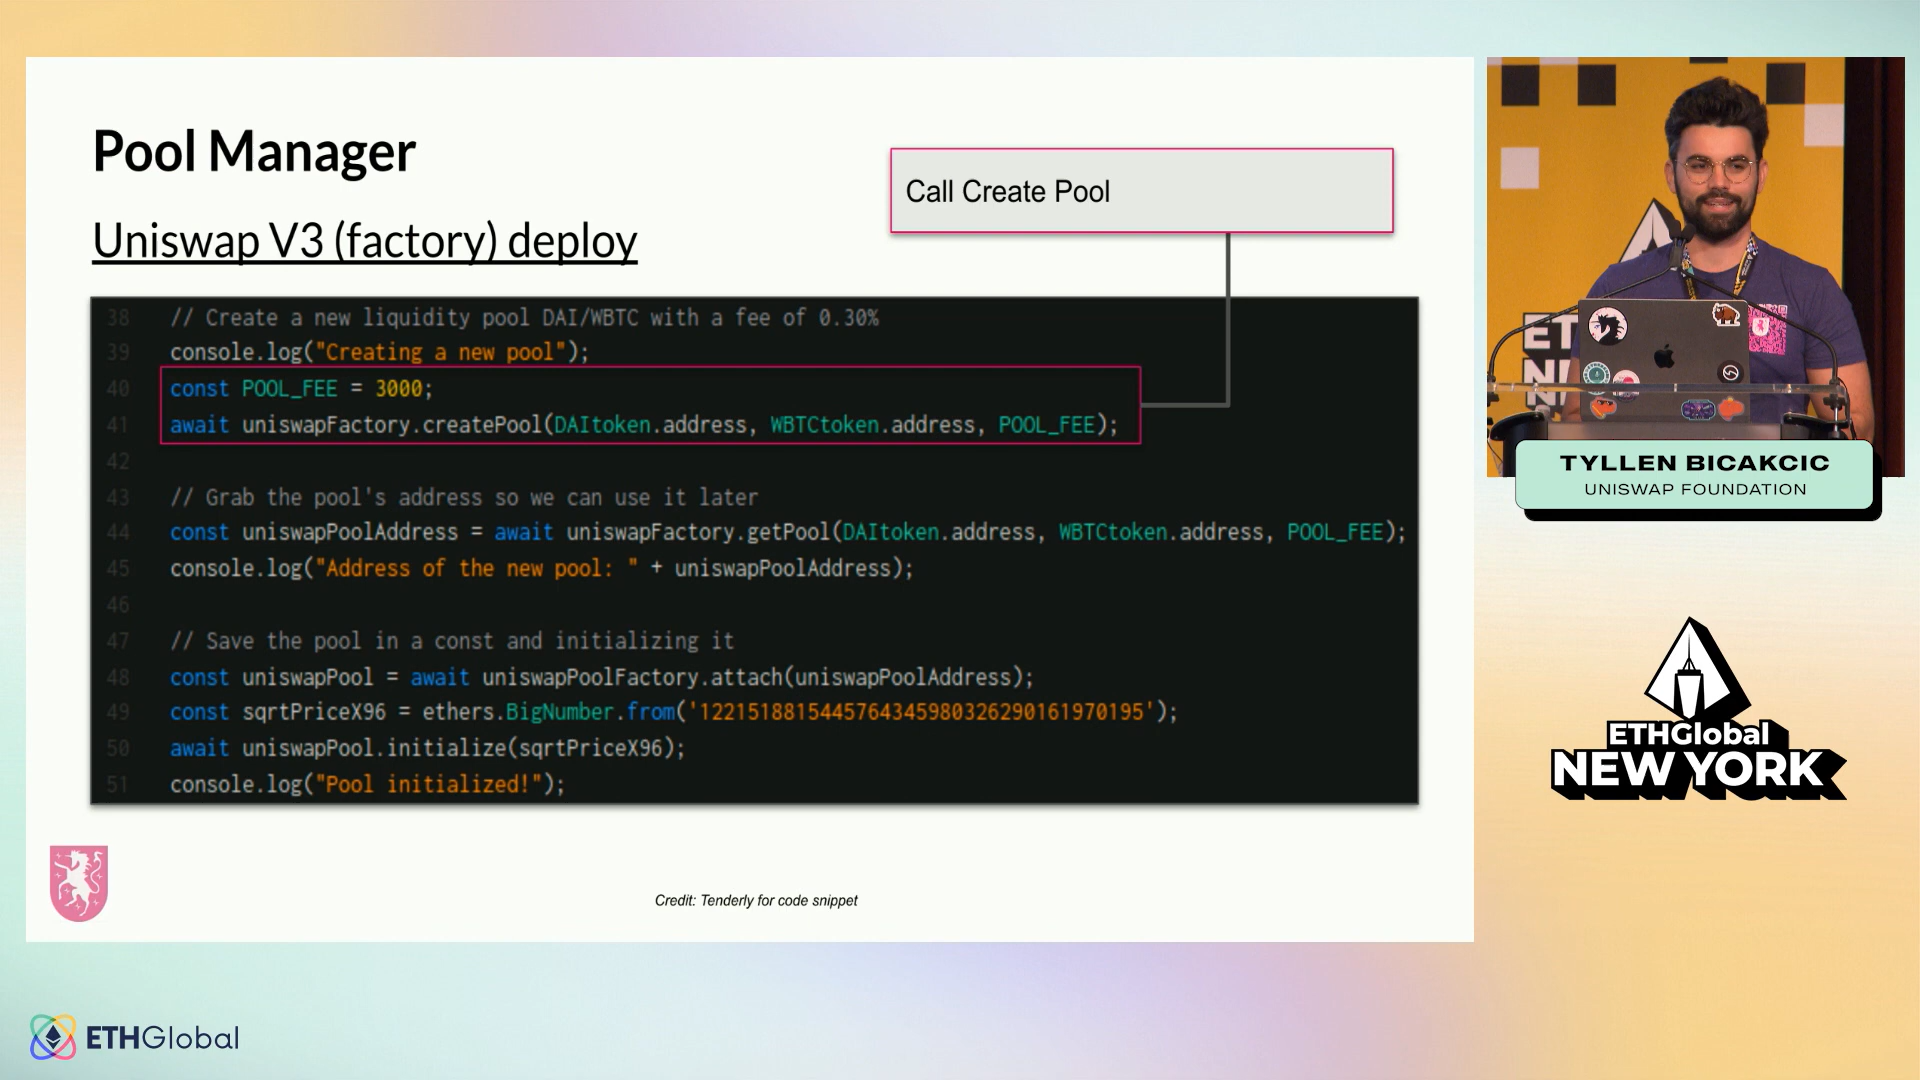 Pool Manager
Uniswap V3 (factory) deploy
Call Create Pool
38 // Create a new liquidity pool DAI/WBTC with a fee of 0.30%
39 console.log("Creating a new pool");
40 const POOL_FEE = 3000;
41 await uniswapFactory.createPool(DAItoken.address, WBTCtoken.address, POOL_FEE);
42
43 // Grab the pool's address so we can use it later
44 const uniswapPoolAddress = await uniswapFactory.getPool(DAItoken.address, WBTCtoken.address, POOL_FEE);
45 console.log("Address of the new pool: " + uniswapPoolAddress);
46
47 // Save the pool in a const and initializing it
48 const uniswapPool = await uniswapPoolFactory.attach(uniswapPoolAddress);
49 const sqrtPriceX96 = ethers.BigNumber.from('1221518815445764345980326290161970195');
50 await uniswapPool.initialize(sqrtPriceX96);
51 console.log("Pool initialized!");
Credit: Tenderly for code snippet
TYLLEN BICAKCIC
UNISWAP FOUNDATION
ETHGlobal
NEW YORK
ETHGlobal